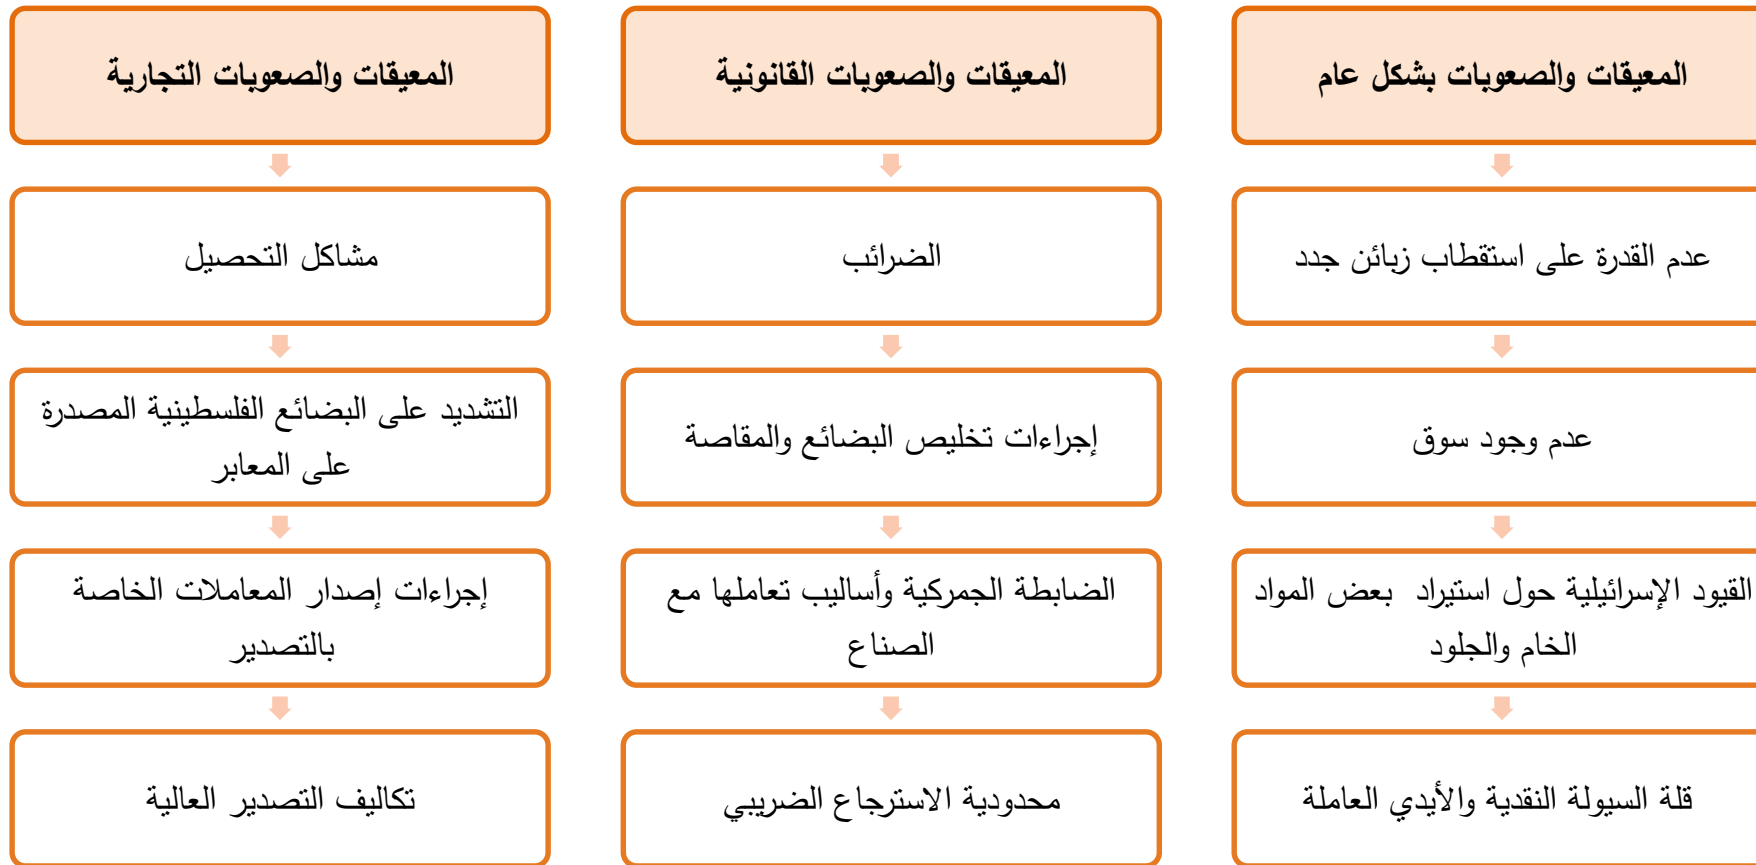 المعيقات والصعوبات بشكل عام
عدم القدرة على استقطاب زبائن جدد
عدم وجود سوق
القيود الإسرائيلية حول استيراد بعض المواد
الخام والجلود
قلة السيولة النقدية والأيدي العاملة
المعيقات والصعوبات القانونية
الضرائب
إجراءات تخليص البضائع والمقاصة
الضابطة الجمركية وأساليب تعاملها مع
الصناع
محدودية الاسترجاع الضريبي
المعيقات والصعوبات التجارية
مشاكل التحصيل
التشديد على البضائع الفلسطينية المصدرة
على المعابر
إجراءات إصدار المعاملات الخاصة
بالتصدير
تكاليف التصدير العالية